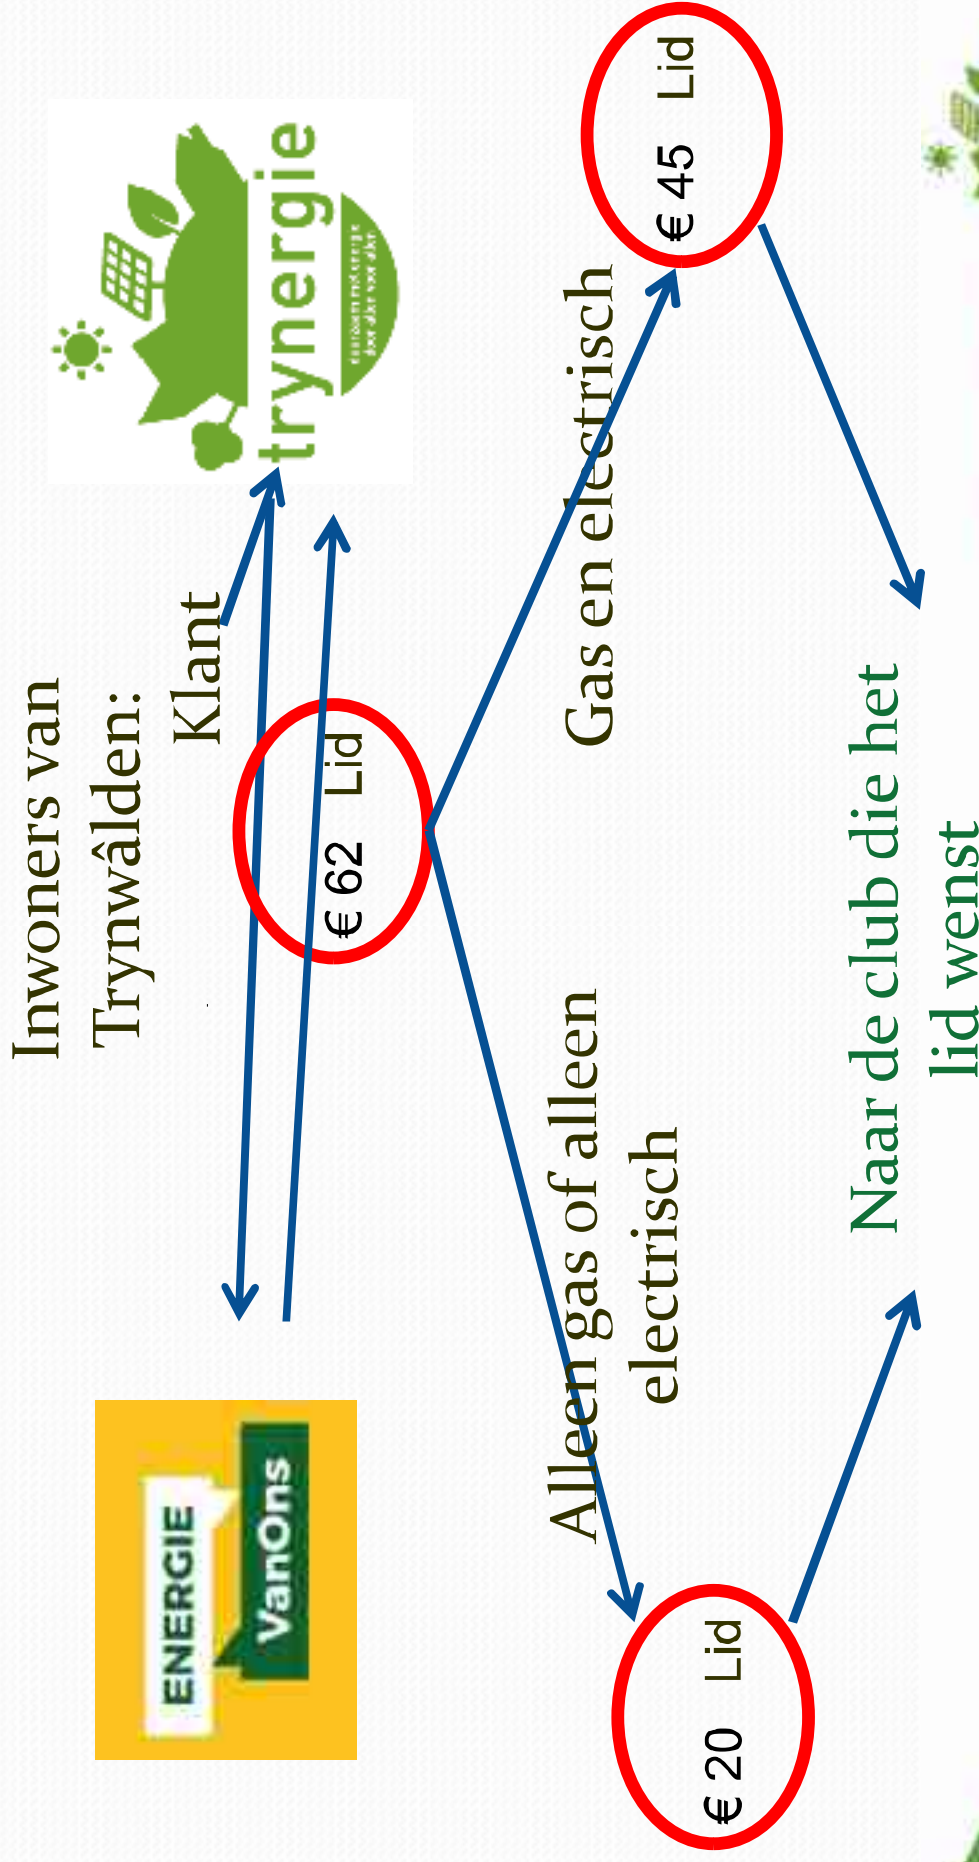 Inwoners van
Trynwâlden:
Klant
ENERGIE
VanOns
€ 62 Lid
trynergie
Alleen gas of alleen
electrisch
Gas en electrisch
€ 20 Lid
€ 45 Lid
Naar de club die het
lid wenst